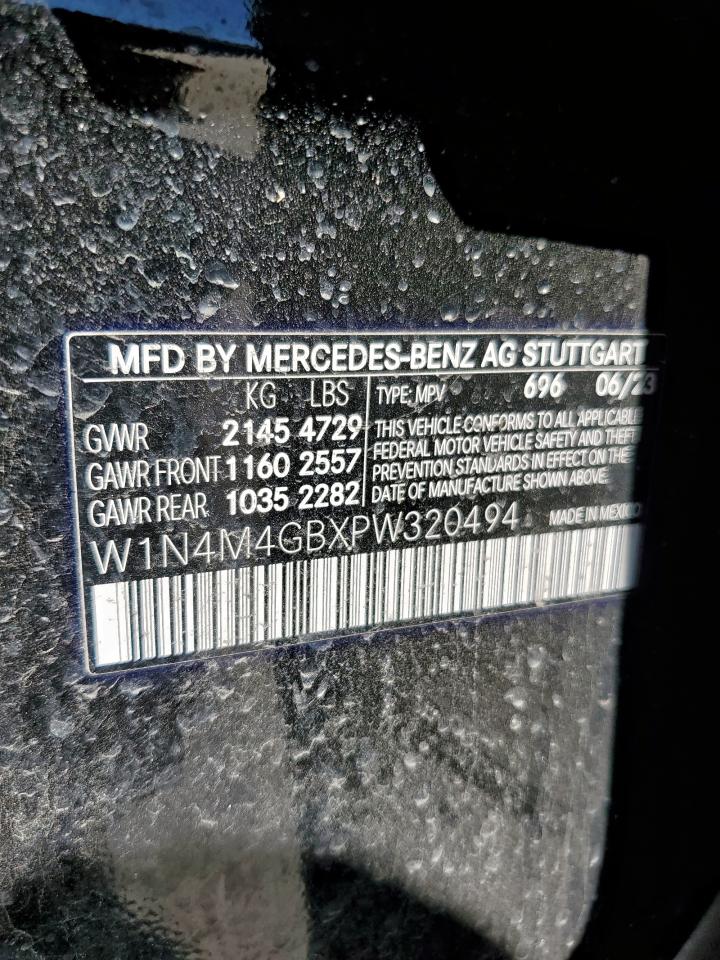 MFD BY MERCEDES-BENZ AG STUTTGART
KG LBS
TYPE: MPV 696 06/23
GVWR 2145 4729
GAWR FRONT 1160 2557
GAWR REAR 1035 2282
THIS VEHICLE CONFORMS TO ALL APPLICABLE
FEDERAL MOTOR VEHICLE SAFETY AND THEFT
PREVENTION STANDARDS IN EFFECT ON THE
DATE OF MANUFACTURE SHOWN ABOVE.
W1N4M4GBXPW320494
MADE IN MEXICO